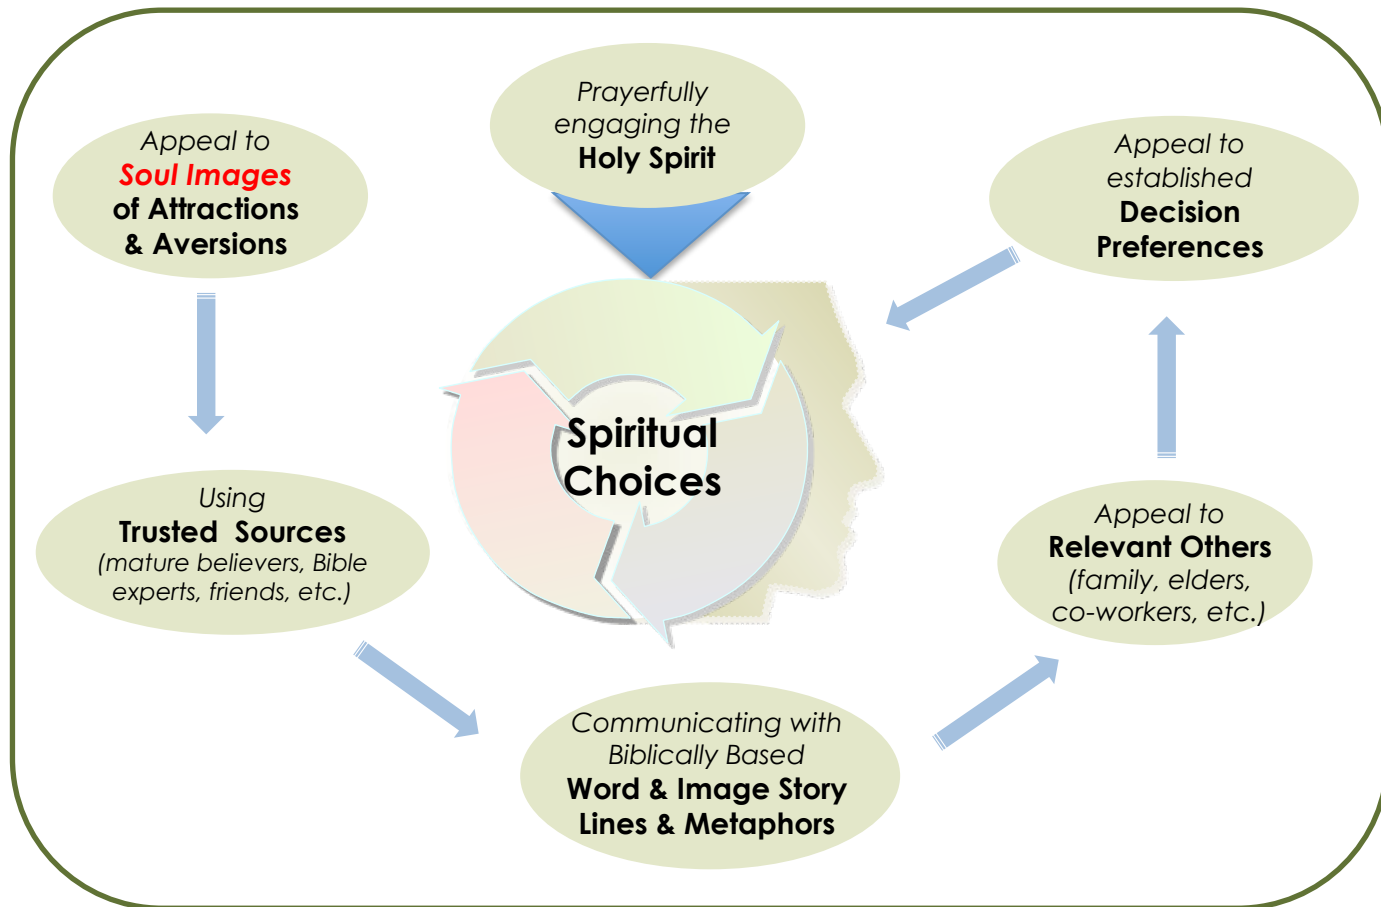 Prayerfully
engaging the
Holy Spirit
Appeal to
Soul Images
of Attractions
& Aversions
Appeal to
established
Decision
Preferences
Spiritual
Choices
Using
Trusted  Sources
(mature believers, Bible
experts, friends, etc.)
Appeal to
Relevant Others
(family, elders,
co-workers, etc.)
Communicating with
Biblically Based
Word & Image Story
Lines & Metaphors